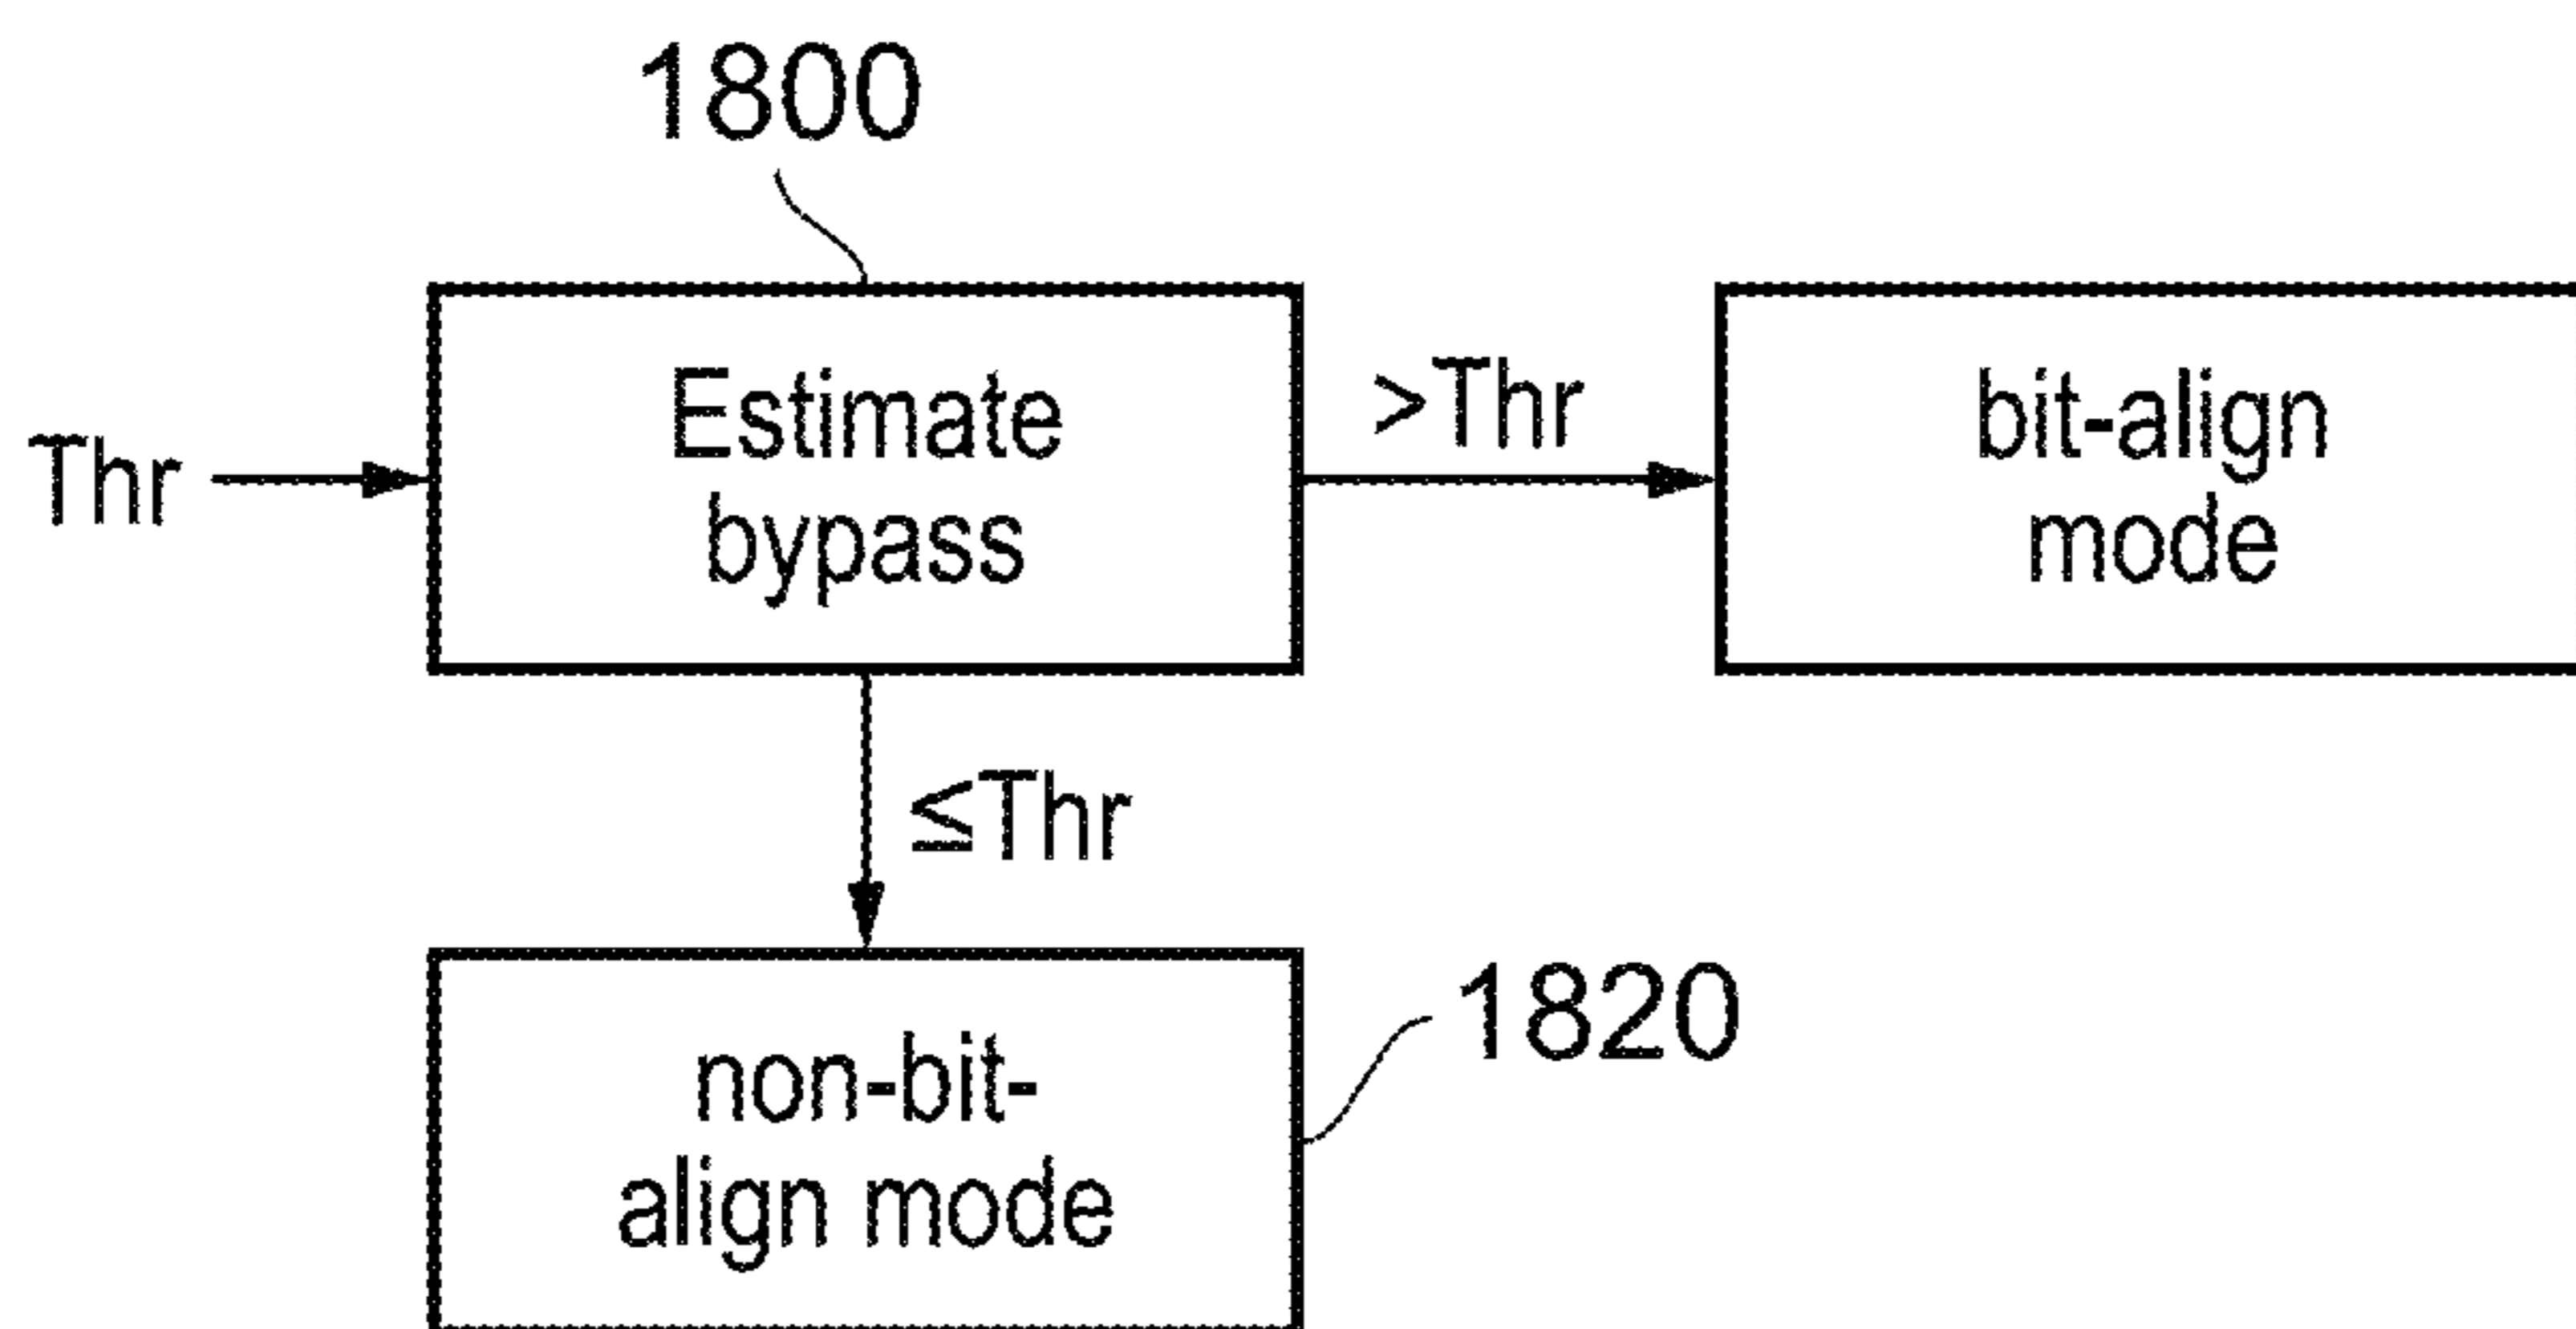 1800
Thr
Estimate
bypass
>Thr
bit-align
mode
≤Thr
non-bit-
align mode
1820